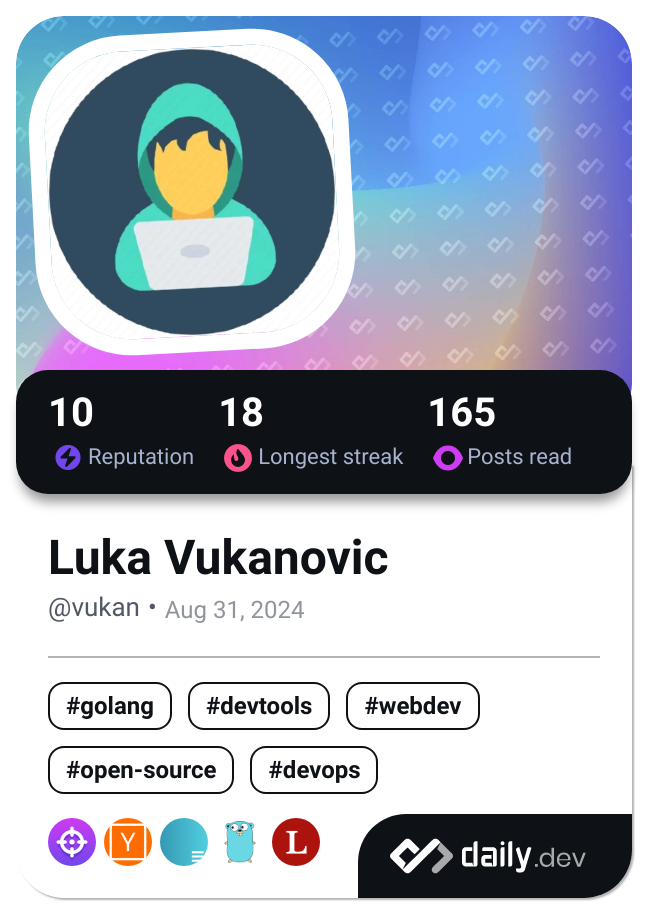 10 18 165
Reputation Longest streak Posts read
Luka Vukanovic
@vukan • Aug 31, 2024
#golang #devtools #webdev
#open-source #devops
Y L
daily.dev